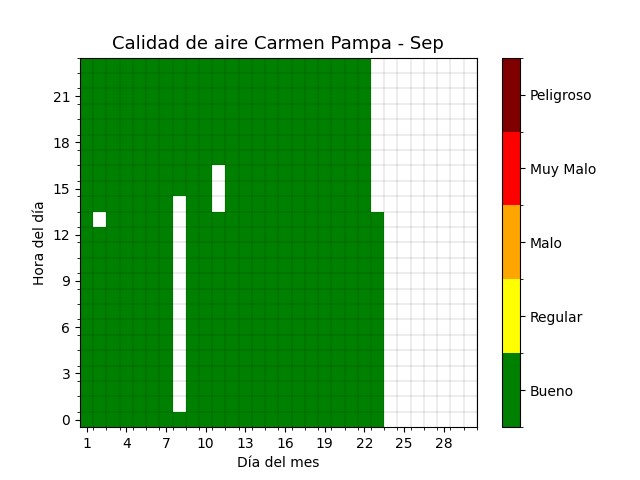 Calidad de aire Carmen Pampa - Sep
Hora del día
21
18
15
12
9
6
3
0
1 4 7 10 13 16 19 22 25 28
Día del mes
Peligroso
Muy Malo
Malo
Regular
Bueno